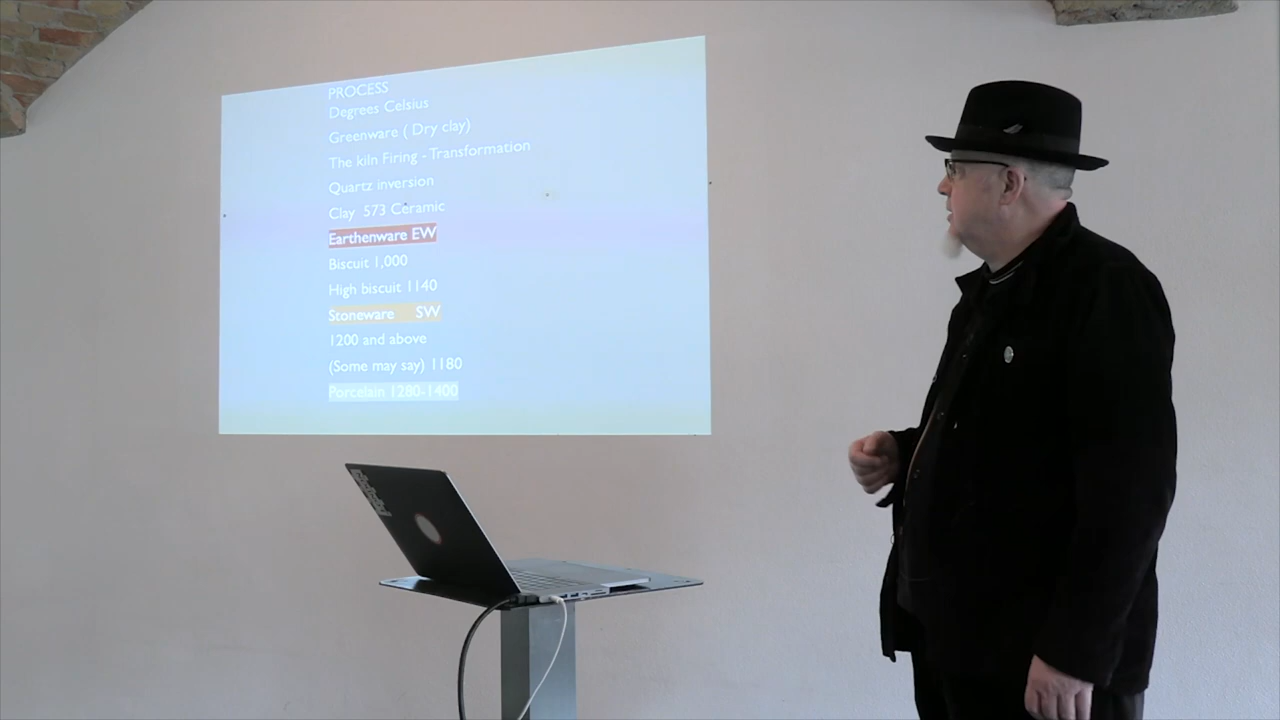 PROCESS
Degrees Celsius
Greenware ( Dry clay)
The kiln Firing - Transformation
Quartz inversion
Clay 573 Ceramic
Earthenware EW
Biscuit 1,000
High biscuit 1140
Stoneware SW
1200 and above
(Some may say) 1180
Porcelain 1280-1400